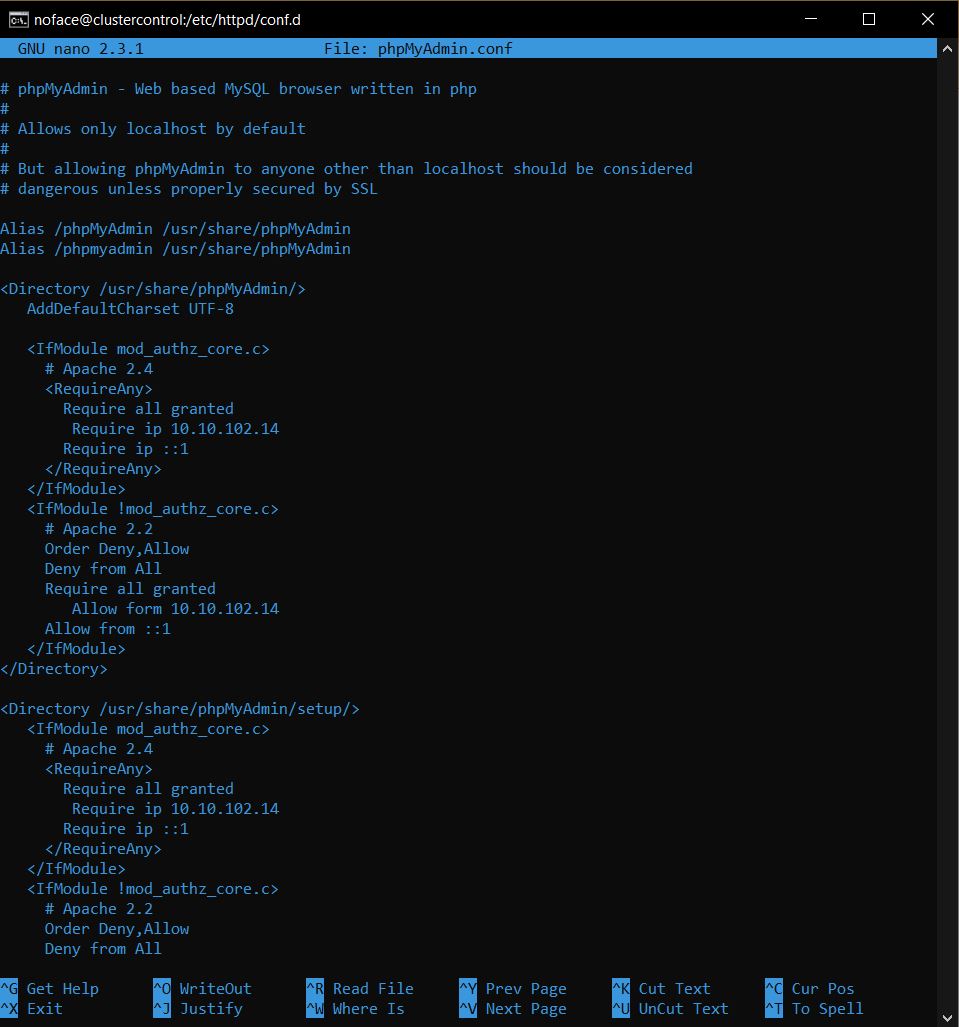 noface@clustercontrol:/etc/httpd/conf.d
GNU nano 2.3.1 File: phpMyAdmin.conf
# phpMyAdmin - Web based MySQL browser written in php
#
# Allows only localhost by default
#
# But allowing phpMyAdmin to anyone other than localhost should be considered
# dangerous unless properly secured by SSL
Alias /phpMyAdmin /usr/share/phpMyAdmin
Alias /phpmyadmin /usr/share/phpMyAdmin
<Directory /usr/share/phpMyAdmin/>
   AddDefaultCharset UTF-8
   <IfModule mod_authz_core.c>
     # Apache 2.4
     <RequireAny>
       Require all granted
        Require ip 10.10.102.14
       Require ip ::1
     </RequireAny>
   </IfModule>
   <IfModule !mod_authz_core.c>
     # Apache 2.2
     Order Deny,Allow
     Deny from All
     Require all granted
        Allow form 10.10.102.14
     Allow from ::1
   </IfModule>
</Directory>
<Directory /usr/share/phpMyAdmin/setup/>
   <IfModule mod_authz_core.c>
     # Apache 2.4
     <RequireAny>
       Require all granted
        Require ip 10.10.102.14
       Require ip ::1
     </RequireAny>
   </IfModule>
   <IfModule !mod_authz_core.c>
     # Apache 2.2
     Order Deny,Allow
     Deny from All
^G Get Help ^O WriteOut ^R Read File ^Y Prev Page ^K Cut Text ^C Cur Pos
^X Exit ^J Justify ^W Where Is ^V Next Page ^U UnCut Text ^T To Spell